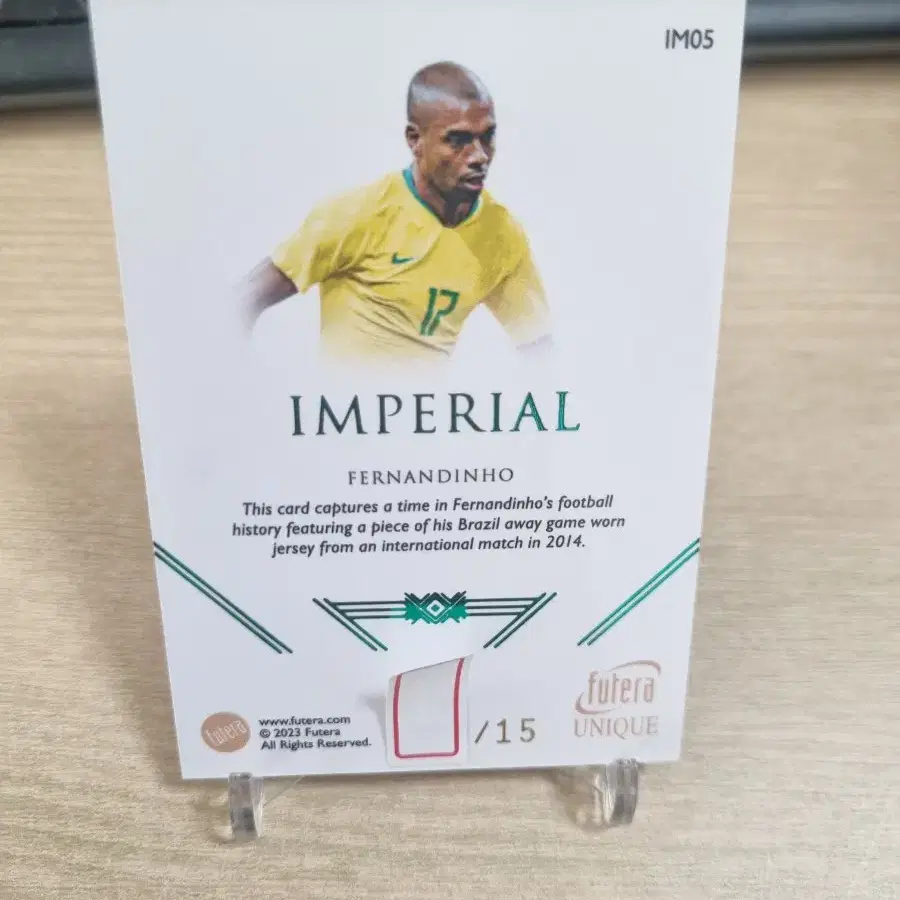 IM05
17
IMPERIAL
FERNANDINHO
This card captures a time in Fernandinho's football
history featuring a piece of his Brazil away game worn
jersey from an international match in 2014.
futera
www.futera.com
© 2023 Futera
All Rights Reserved.
/15
futera
UNIQUE